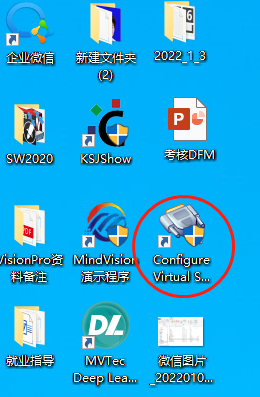 企业微信
新建文件夹
(2)
2022_1_3
SW2020
KSJShow
考核DFM
VisionPro资
料备注
MindVision
演示程序
Configure
Virtual S...
就业指导
DL
MVTec
Deep Lea...
微信图片
_2022010...